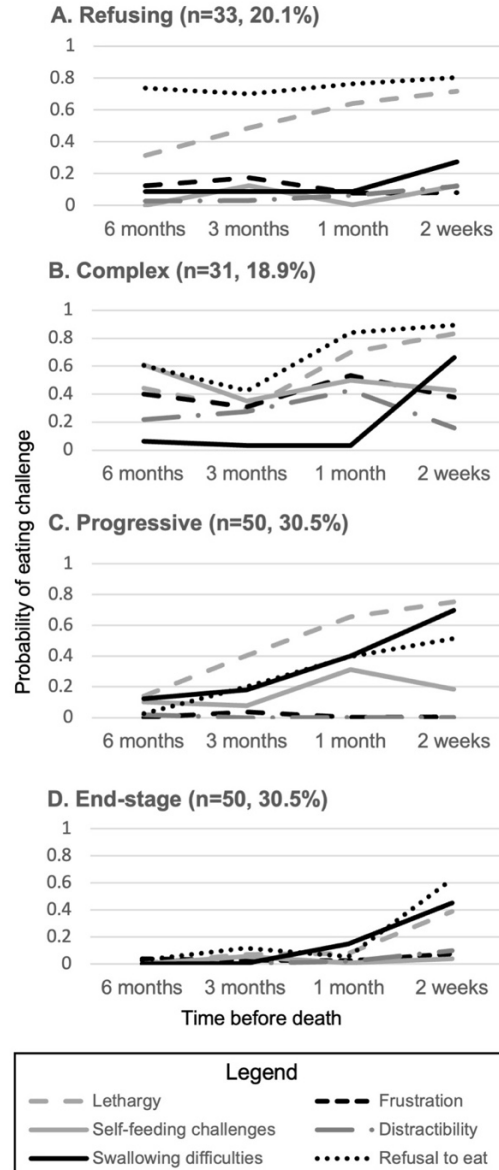 A. Refusing (n=33, 20.1%)
1
0.8
0.6
0.4
0.2
0
6 months 3 months 1 month 2 weeks
B. Complex (n=31, 18.9%)
1
0.8
0.6
0.4
0.2
0
6 months 3 months 1 month 2 weeks
C. Progressive (n=50, 30.5%)
1
0.8
0.6
0.4
0.2
0
6 months 3 months 1 month 2 weeks
D. End-stage (n=50, 30.5%)
1
0.8
0.6
0.4
0.2
0
6 months 3 months 1 month 2 weeks
Time before death
Probability of eating challenge
Legend
Lethargy Frustration
Self-feeding challenges Distractibility
Swallowing difficulties Refusal to eat